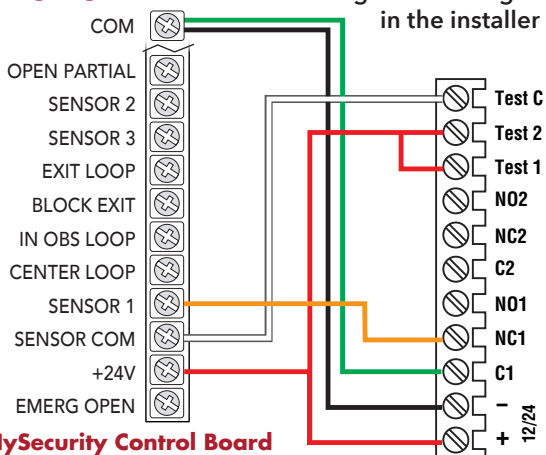 in the installer
COM
OPEN PARTIAL
SENSOR 2
SENSOR 3
EXIT LOOP
BLOCK EXIT
IN OBS LOOP
CENTER LOOP
SENSOR 1
SENSOR COM
+24V
EMERG OPEN
MySecurity Control Board
Test C
Test 2
Test 1
NO2
NC2
C2
NO1
NC1
C1
–
+
12/24